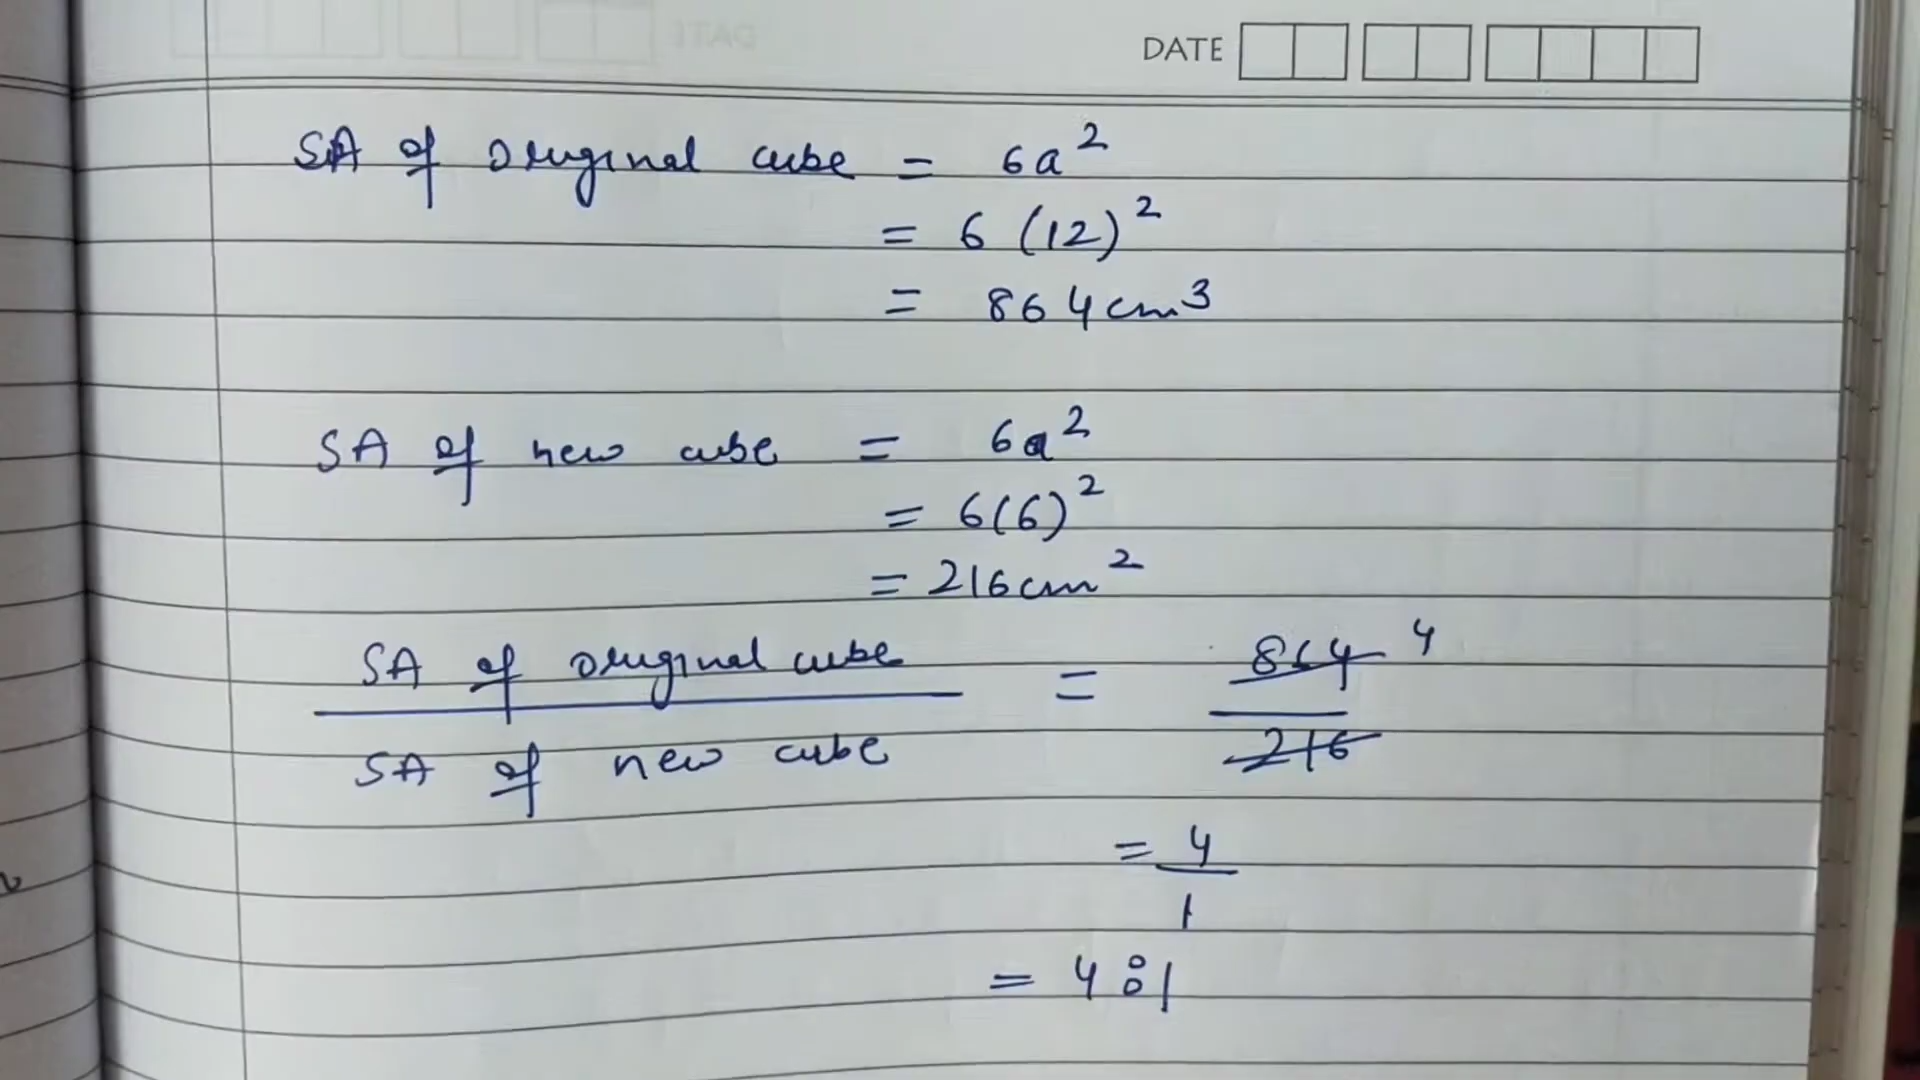 DATE
SA of original cube = 6a²
= 6 (12)²
= 864 cm³
SA of new cube = 6a²
= 6(6)²
= 216 cm²
SA of original cube / SA of new cube = 864 4 / 216
= 4 / 1
= 4 : 1